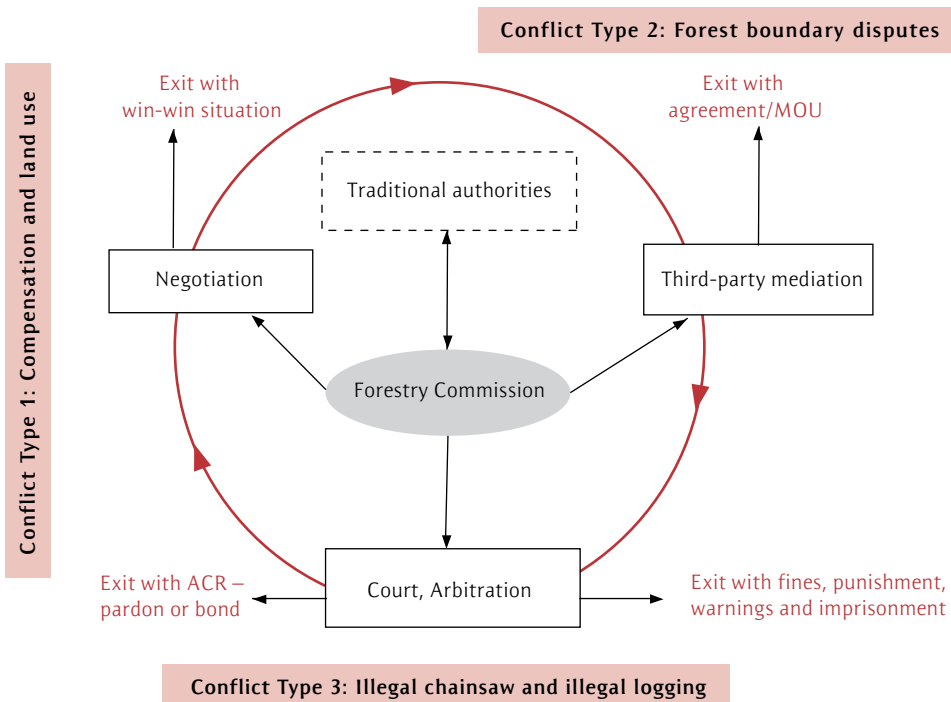 Conflict Type 2: Forest boundary disputes
Conflict Type 1: Compensation and land use
Exit with
win-win situation
Exit with
agreement/MOU
Traditional authorities
Negotiation
Third-party mediation
Forestry Commission
Court, Arbitration
Exit with ACR –
pardon or bond
Exit with fines, punishment,
warnings and imprisonment
Conflict Type 3: Illegal chainsaw and illegal logging